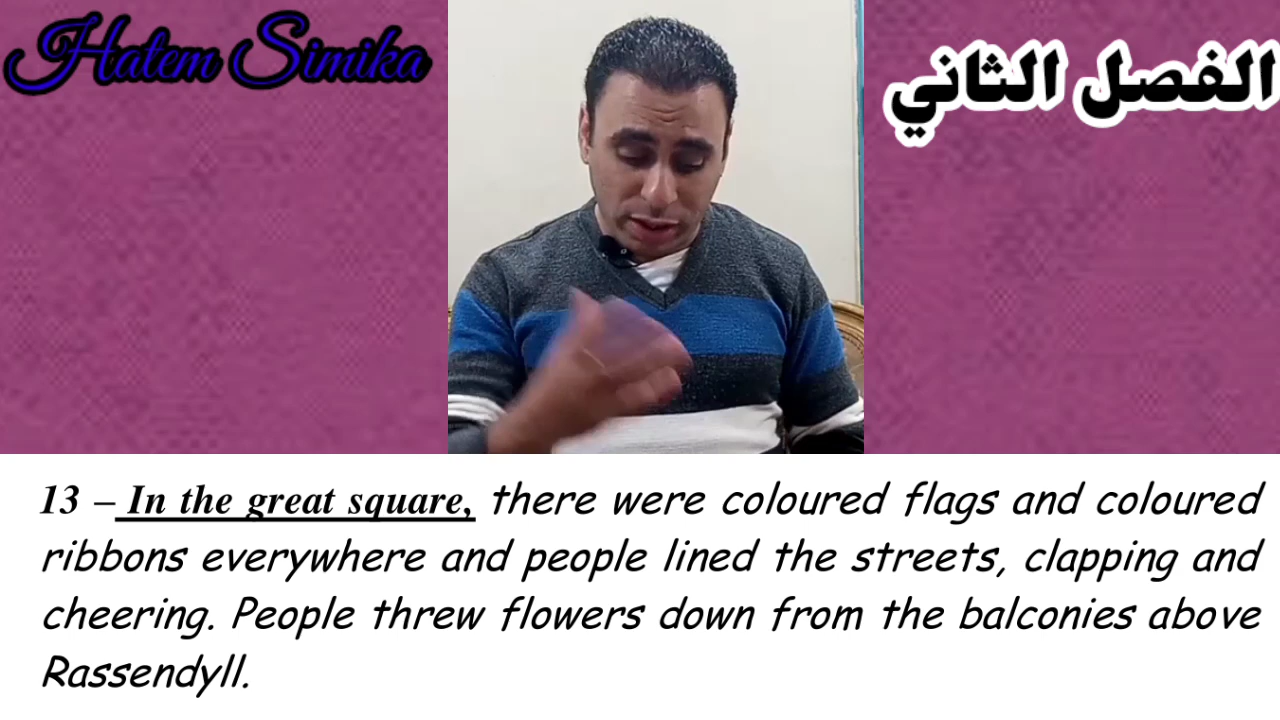 Hatem Simika
الفصل الثاني
13 – In the great square, there were coloured flags and coloured
ribbons everywhere and people lined the streets, clapping and
cheering. People threw flowers down from the balconies above
Rassendyll.